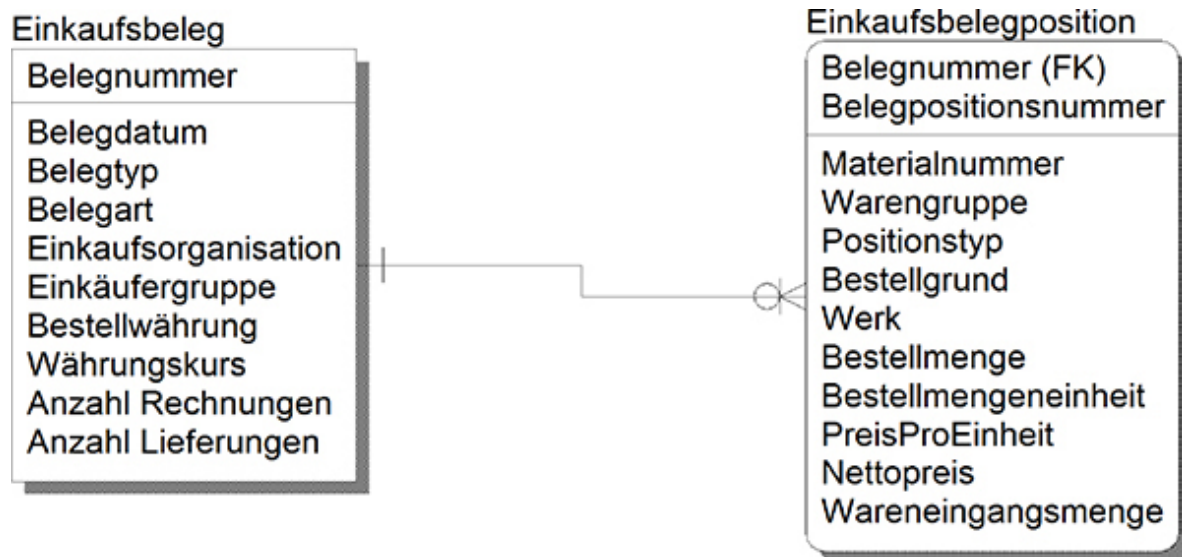 Einkaufsbeleg
Belegnummer
Belegdatum
Belegtyp
Belegart
Einkaufsorganisation
Einkäufergruppe
Bestellwährung
Währungskurs
Anzahl Rechnungen
Anzahl Lieferungen
Einkaufsbelegposition
Belegnummer (FK)
Belegpositionsnummer
Materialnummer
Warengruppe
Positionstyp
Bestellgrund
Werk
Bestellmenge
Bestellmengeneinheit
PreisProEinheit
Nettopreis
Wareneingangsmenge